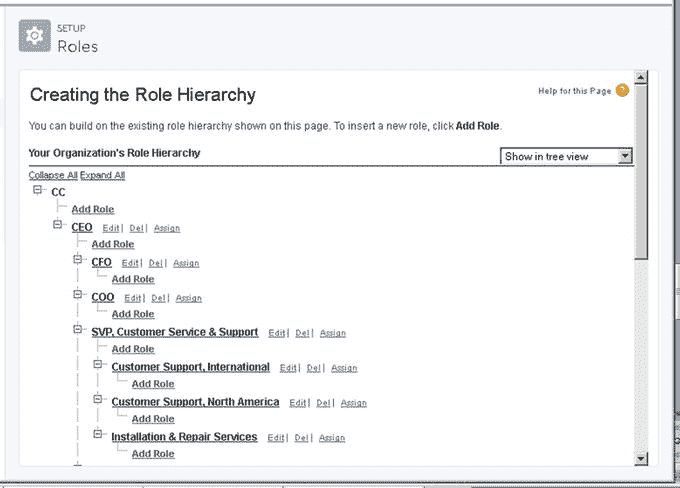 SETUP
Roles
Creating the Role Hierarchy
Help for this Page ?
You can build on the existing role hierarchy shown on this page. To insert a new role, click Add Role.
Your Organization's Role Hierarchy
Show in tree view
Collapse All Expand All
CC
Add Role
CEO Edit | Del | Assign
Add Role
CFO Edit | Del | Assign
Add Role
COO Edit | Del | Assign
Add Role
SVP, Customer Service & Support Edit | Del | Assign
Add Role
Customer Support, International Edit | Del | Assign
Add Role
Customer Support, North America Edit | Del | Assign
Add Role
Installation & Repair Services Edit | Del | Assign
Add Role